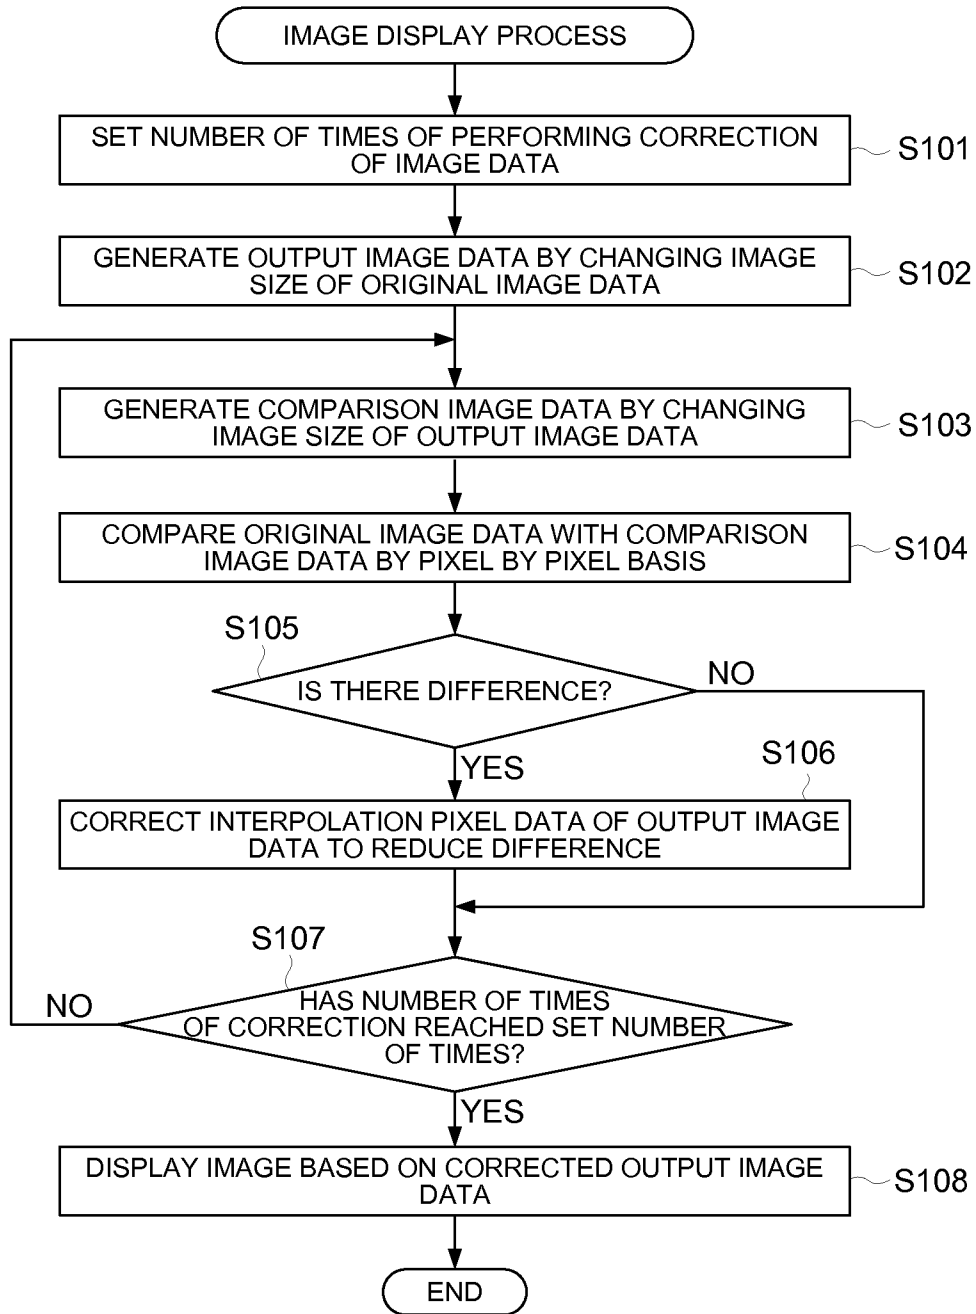 IMAGE DISPLAY PROCESS
SET NUMBER OF TIMES OF PERFORMING CORRECTION
OF IMAGE DATA
S101
GENERATE OUTPUT IMAGE DATA BY CHANGING IMAGE
SIZE OF ORIGINAL IMAGE DATA
S102
GENERATE COMPARISON IMAGE DATA BY CHANGING
IMAGE SIZE OF OUTPUT IMAGE DATA
S103
COMPARE ORIGINAL IMAGE DATA WITH COMPARISON
IMAGE DATA BY PIXEL BY PIXEL BASIS
S104
S105
IS THERE DIFFERENCE?
NO
YES
S106
CORRECT INTERPOLATION PIXEL DATA OF OUTPUT IMAGE
DATA TO REDUCE DIFFERENCE
S107
HAS NUMBER OF TIMES
OF CORRECTION REACHED SET NUMBER
OF TIMES?
NO
YES
DISPLAY IMAGE BASED ON CORRECTED OUTPUT IMAGE
DATA
S108
END